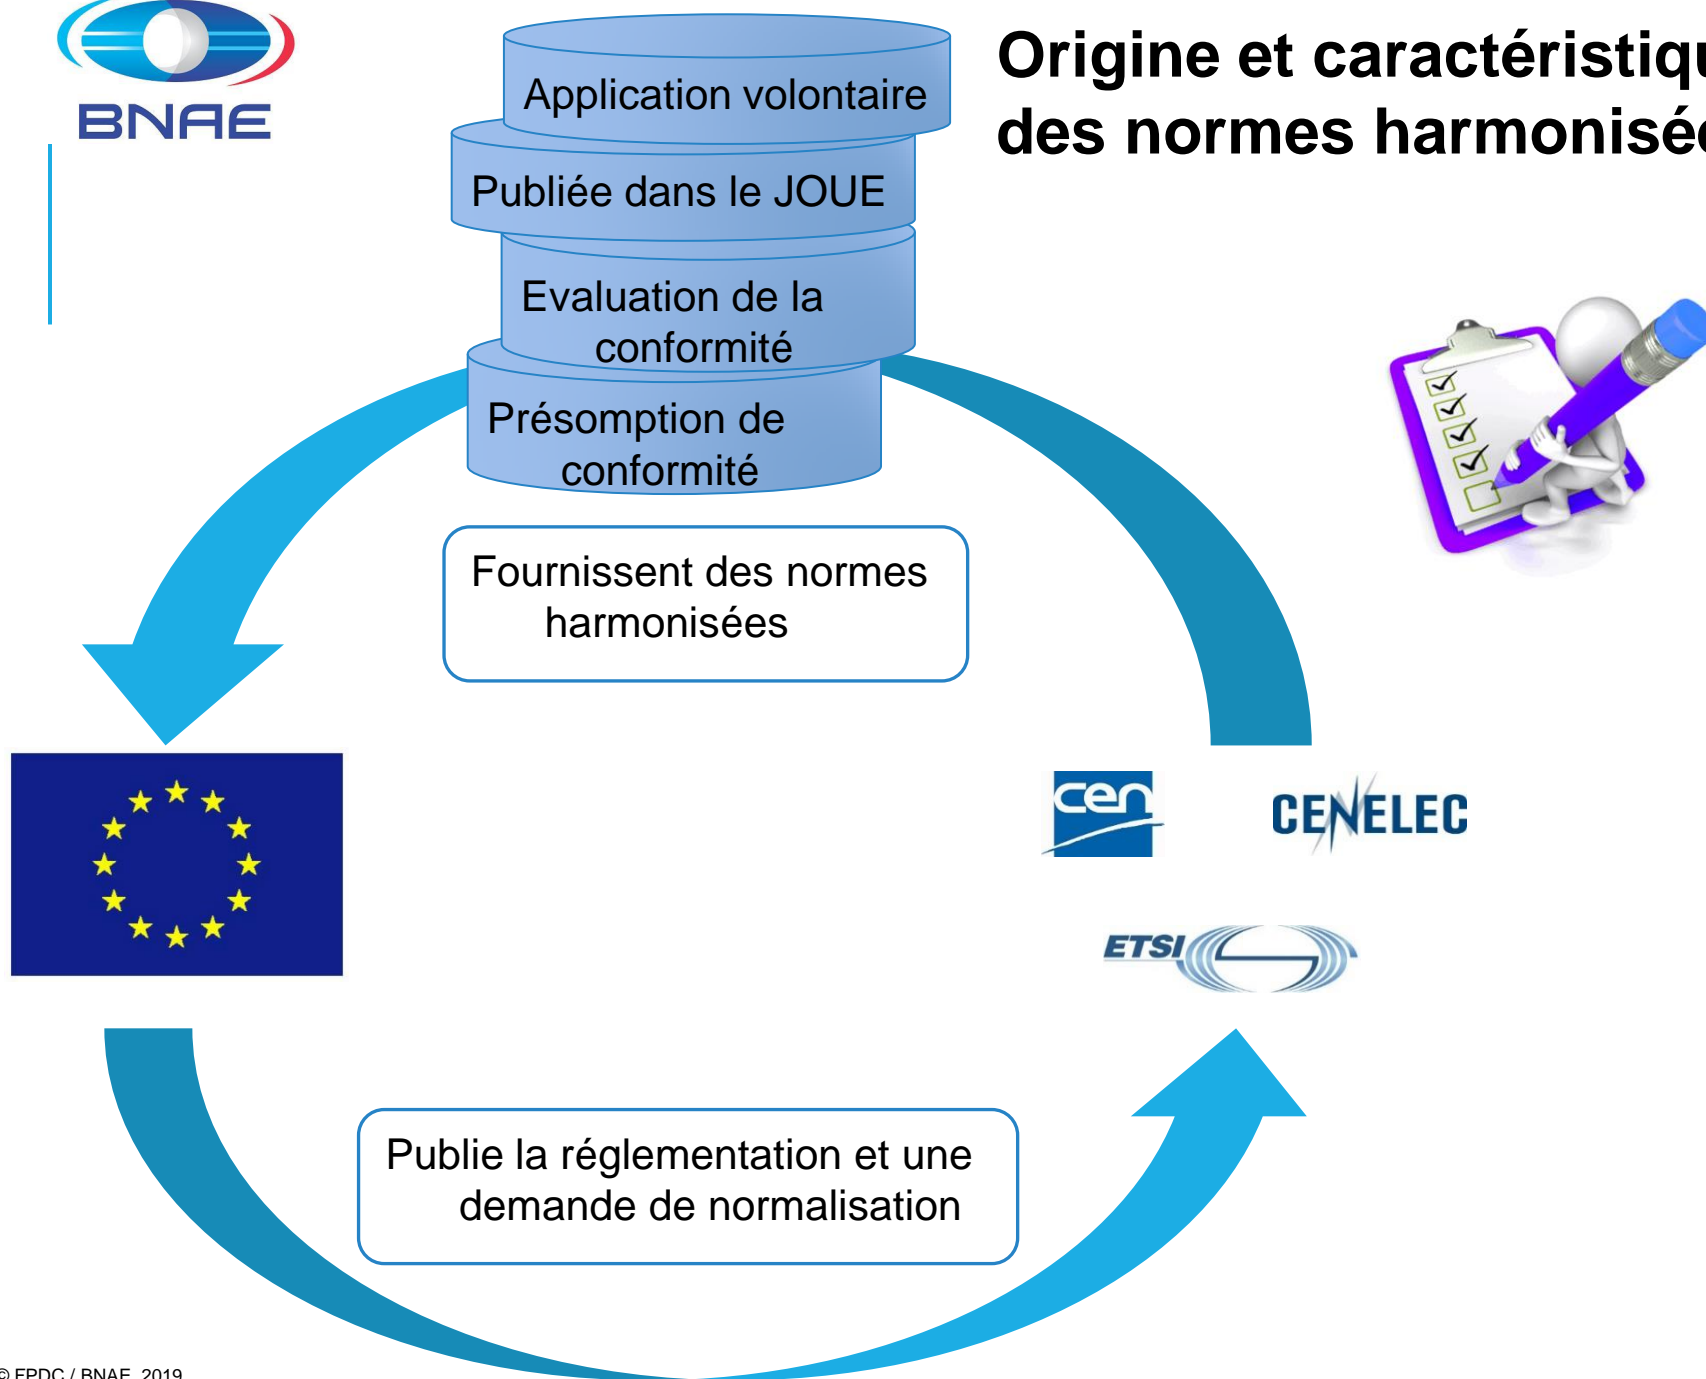 BNAE
Origine et caractéristiqu
des normes harmonisée
Application volontaire
Publiée dans le JOUE
Evaluation de la
conformité
Présomption de
conformité
Fournissent des normes
harmonisées
cen
CENELEC
ETSI
Publie la réglementation et une
demande de normalisation
© FPDC / BNAE 2019